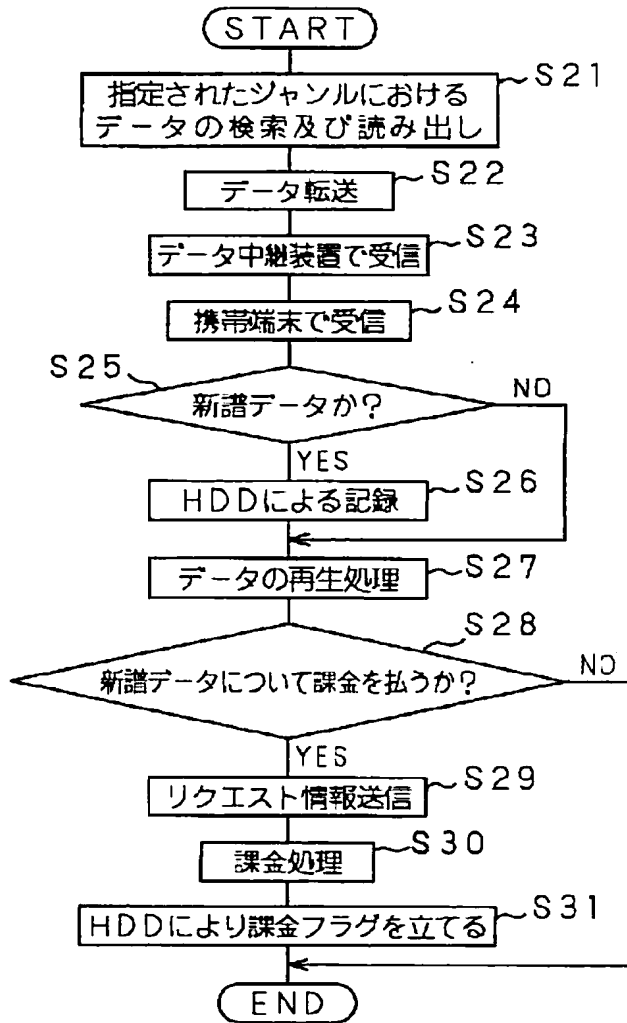 START
指定されたジャンルにおける
データの検索及び読み出し
S21
データ転送
S22
データ中継装置で受信
S23
携帯端末で受信
S24
S25
新譜データか?
NO
YES
HDDによる記録
S26
データの再生処理
S27
S28
新譜データについて課金を払うか?
NO
YES
リクエスト情報送信
S29
課金処理
S30
HDDにより課金フラグを立てる
S31
END